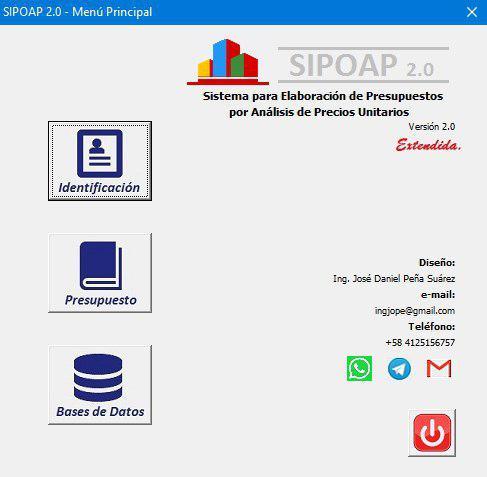 SIPOAP 2.0 - Menú Principal
SIPOAP 2.0
Sistema para Elaboración de Presupuestos
por Análisis de Precios Unitarios
Versión 2.0
Extendida.
Identificación
Presupuesto
Bases de Datos
Diseño:
Ing. José Daniel Peña Suárez
e-mail:
ingjope@gmail.com
Teléfono:
+58 4125156757